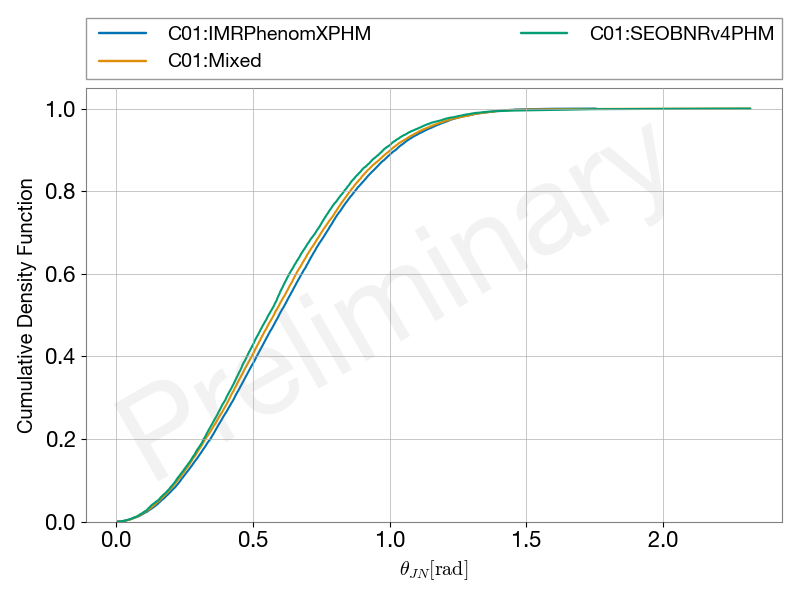 C01:IMRPhenomXPHM
C01:Mixed
C01:SEOBNRv4PHM
Cumulative Density Function
1.0
0.8
0.6
0.4
0.2
0.0
Preliminary
0.0 0.5 1.0 1.5 2.0
θ_JN[rad]